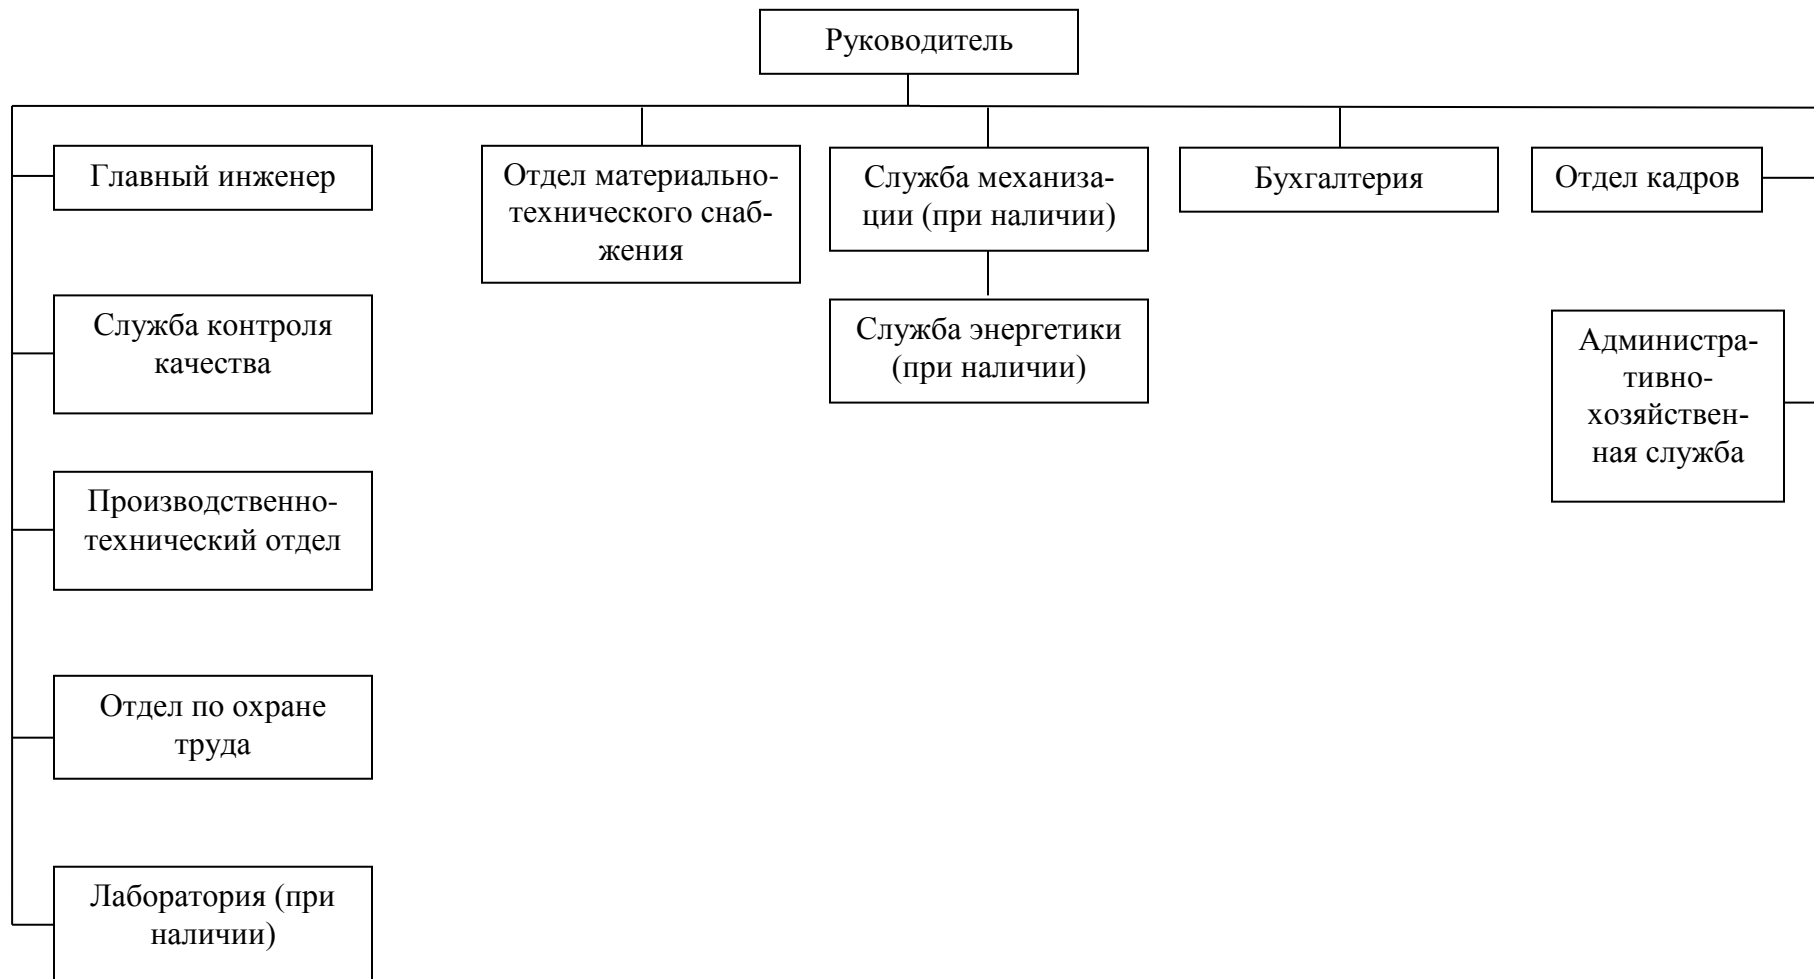 Руководитель
Главный инженер
Отдел материально-
технического снаб-
жения
Служба механиза-
ции (при наличии)
Бухгалтерия
Отдел кадров
Служба контроля
качества
Служба энергетики
(при наличии)
Администра-
тивно-
хозяйствен-
ная служба
Производственно-
технический отдел
Отдел по охране
труда
Лаборатория (при
наличии)